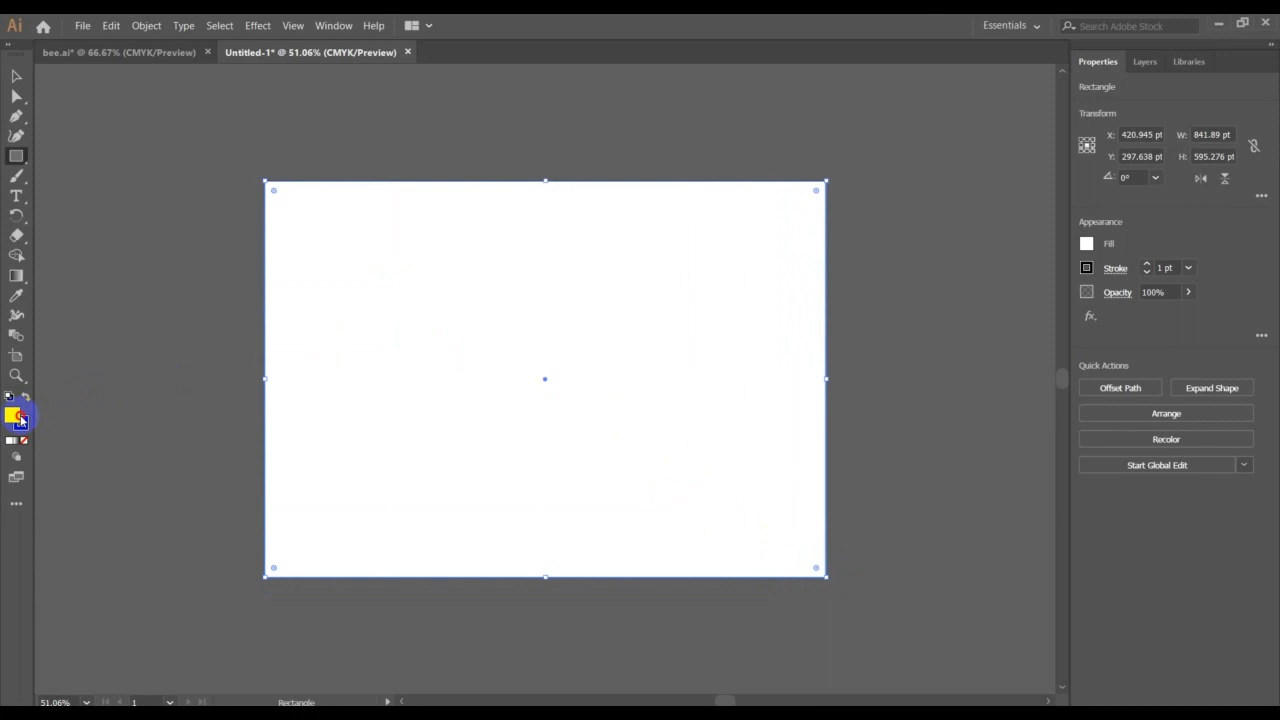 Ai File Edit Object Type Select Effect View Window Help Essentials Search Adobe Stock
bee.ai* @ 66.67% (CMYK/Preview) × Untitled-1* @ 51.06% (CMYK/Preview) ×
Properties Layers Libraries
Rectangle
Transform
X: 420.945 pt W: 841.89 pt
Y: 297.638 pt H: 595.276 pt
0°
Appearance
Fill
Stroke 1 pt
Opacity 100%
fx.
Quick Actions
Offset Path Expand Shape
Arrange
Recolor
Start Global Edit
51.06% 1 Rectangle